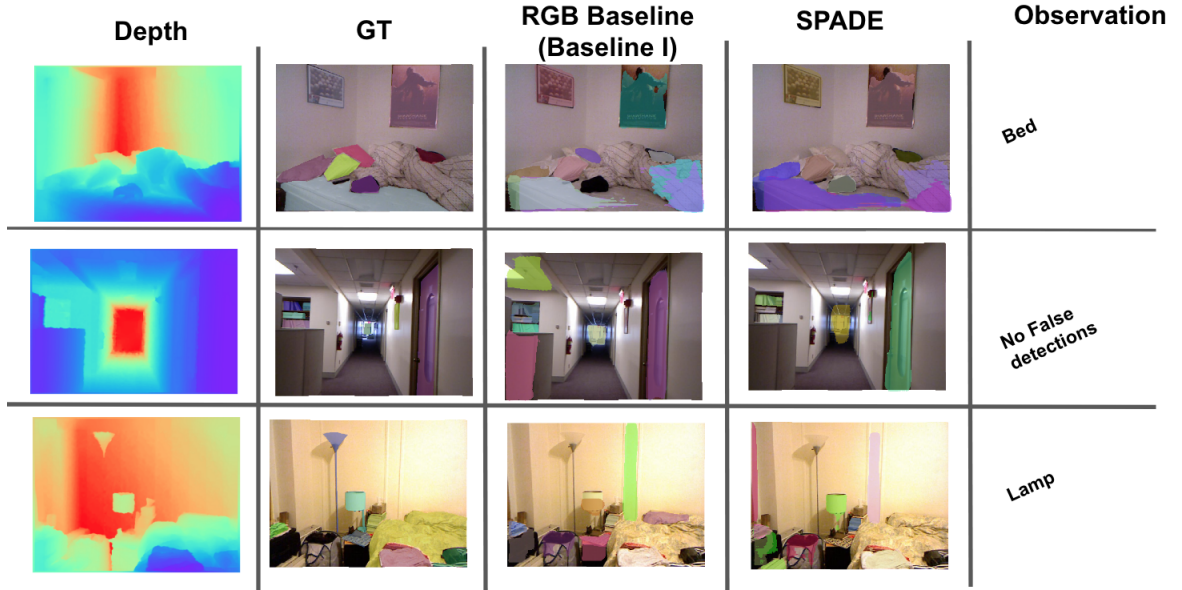 Depth
GT
RGB Baseline
(Baseline I)
SPADE
Observation
Bed
No False
detections
Lamp